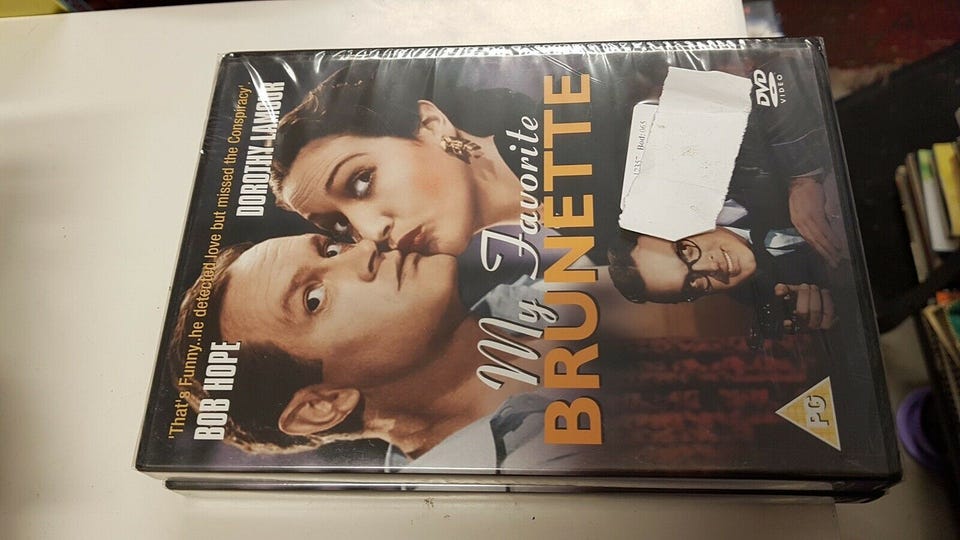 'That's Funny..he detected love but missed the Conspiracy'.
BOB HOPE
DOROTHY LAMOUR
My Favorite
BRUNETTE
DVD
VIDEO
PG